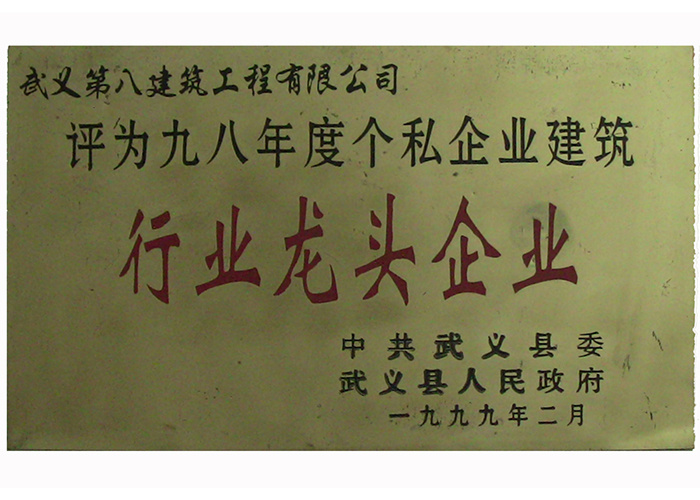 武义第八建筑工程有限公司
评为九八年度个私企业建筑
行业龙头企业
中共武义县委
武义县人民政府
一九九九年二月